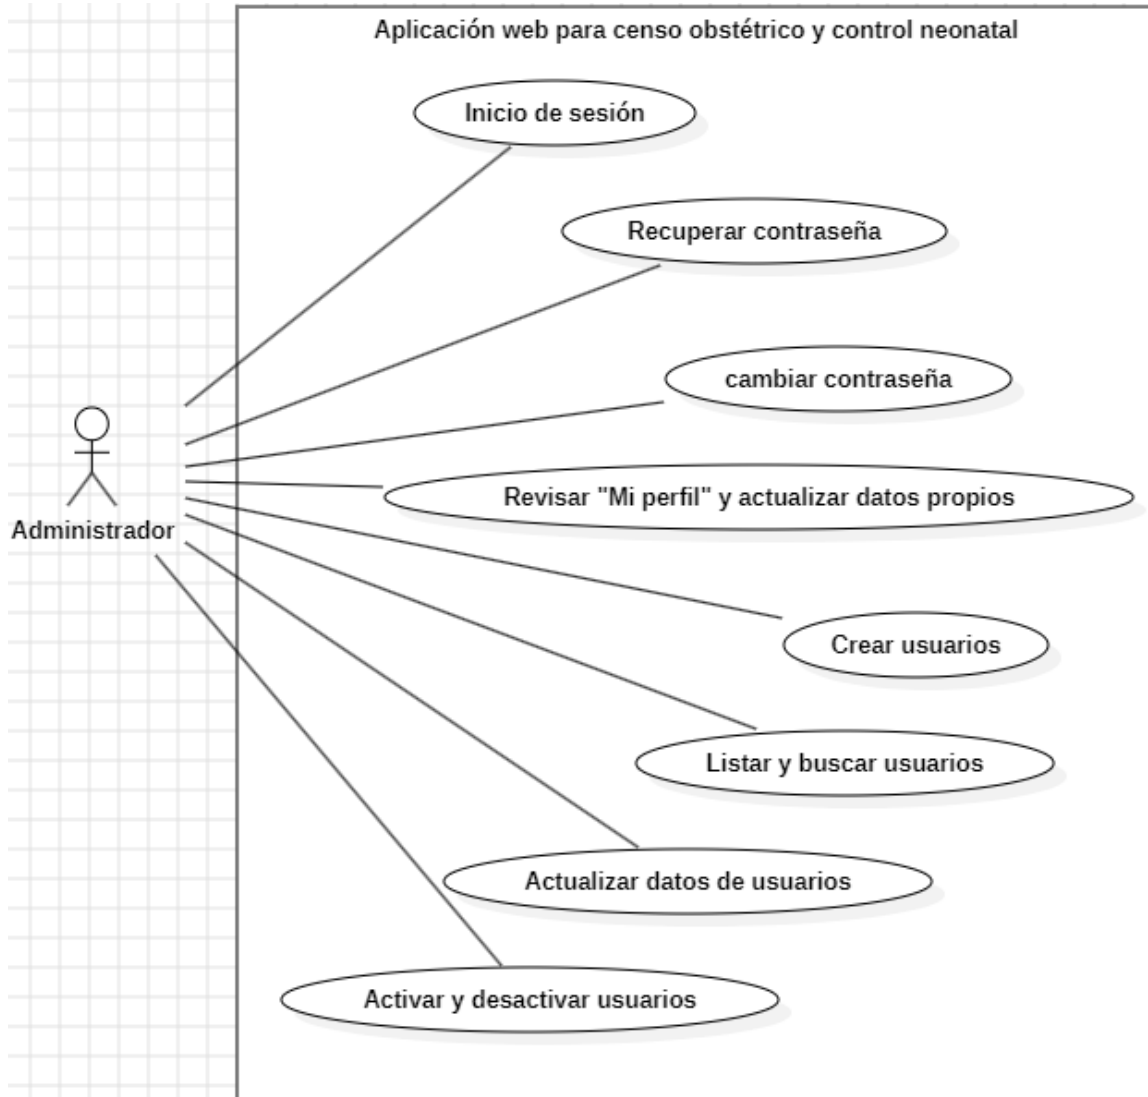 Aplicación web para censo obstétrico y control neonatal
Inicio de sesión
Recuperar contraseña
cambiar contraseña
Revisar "Mi perfil" y actualizar datos propios
Administrador
Crear usuarios
Listar y buscar usuarios
Actualizar datos de usuarios
Activar y desactivar usuarios